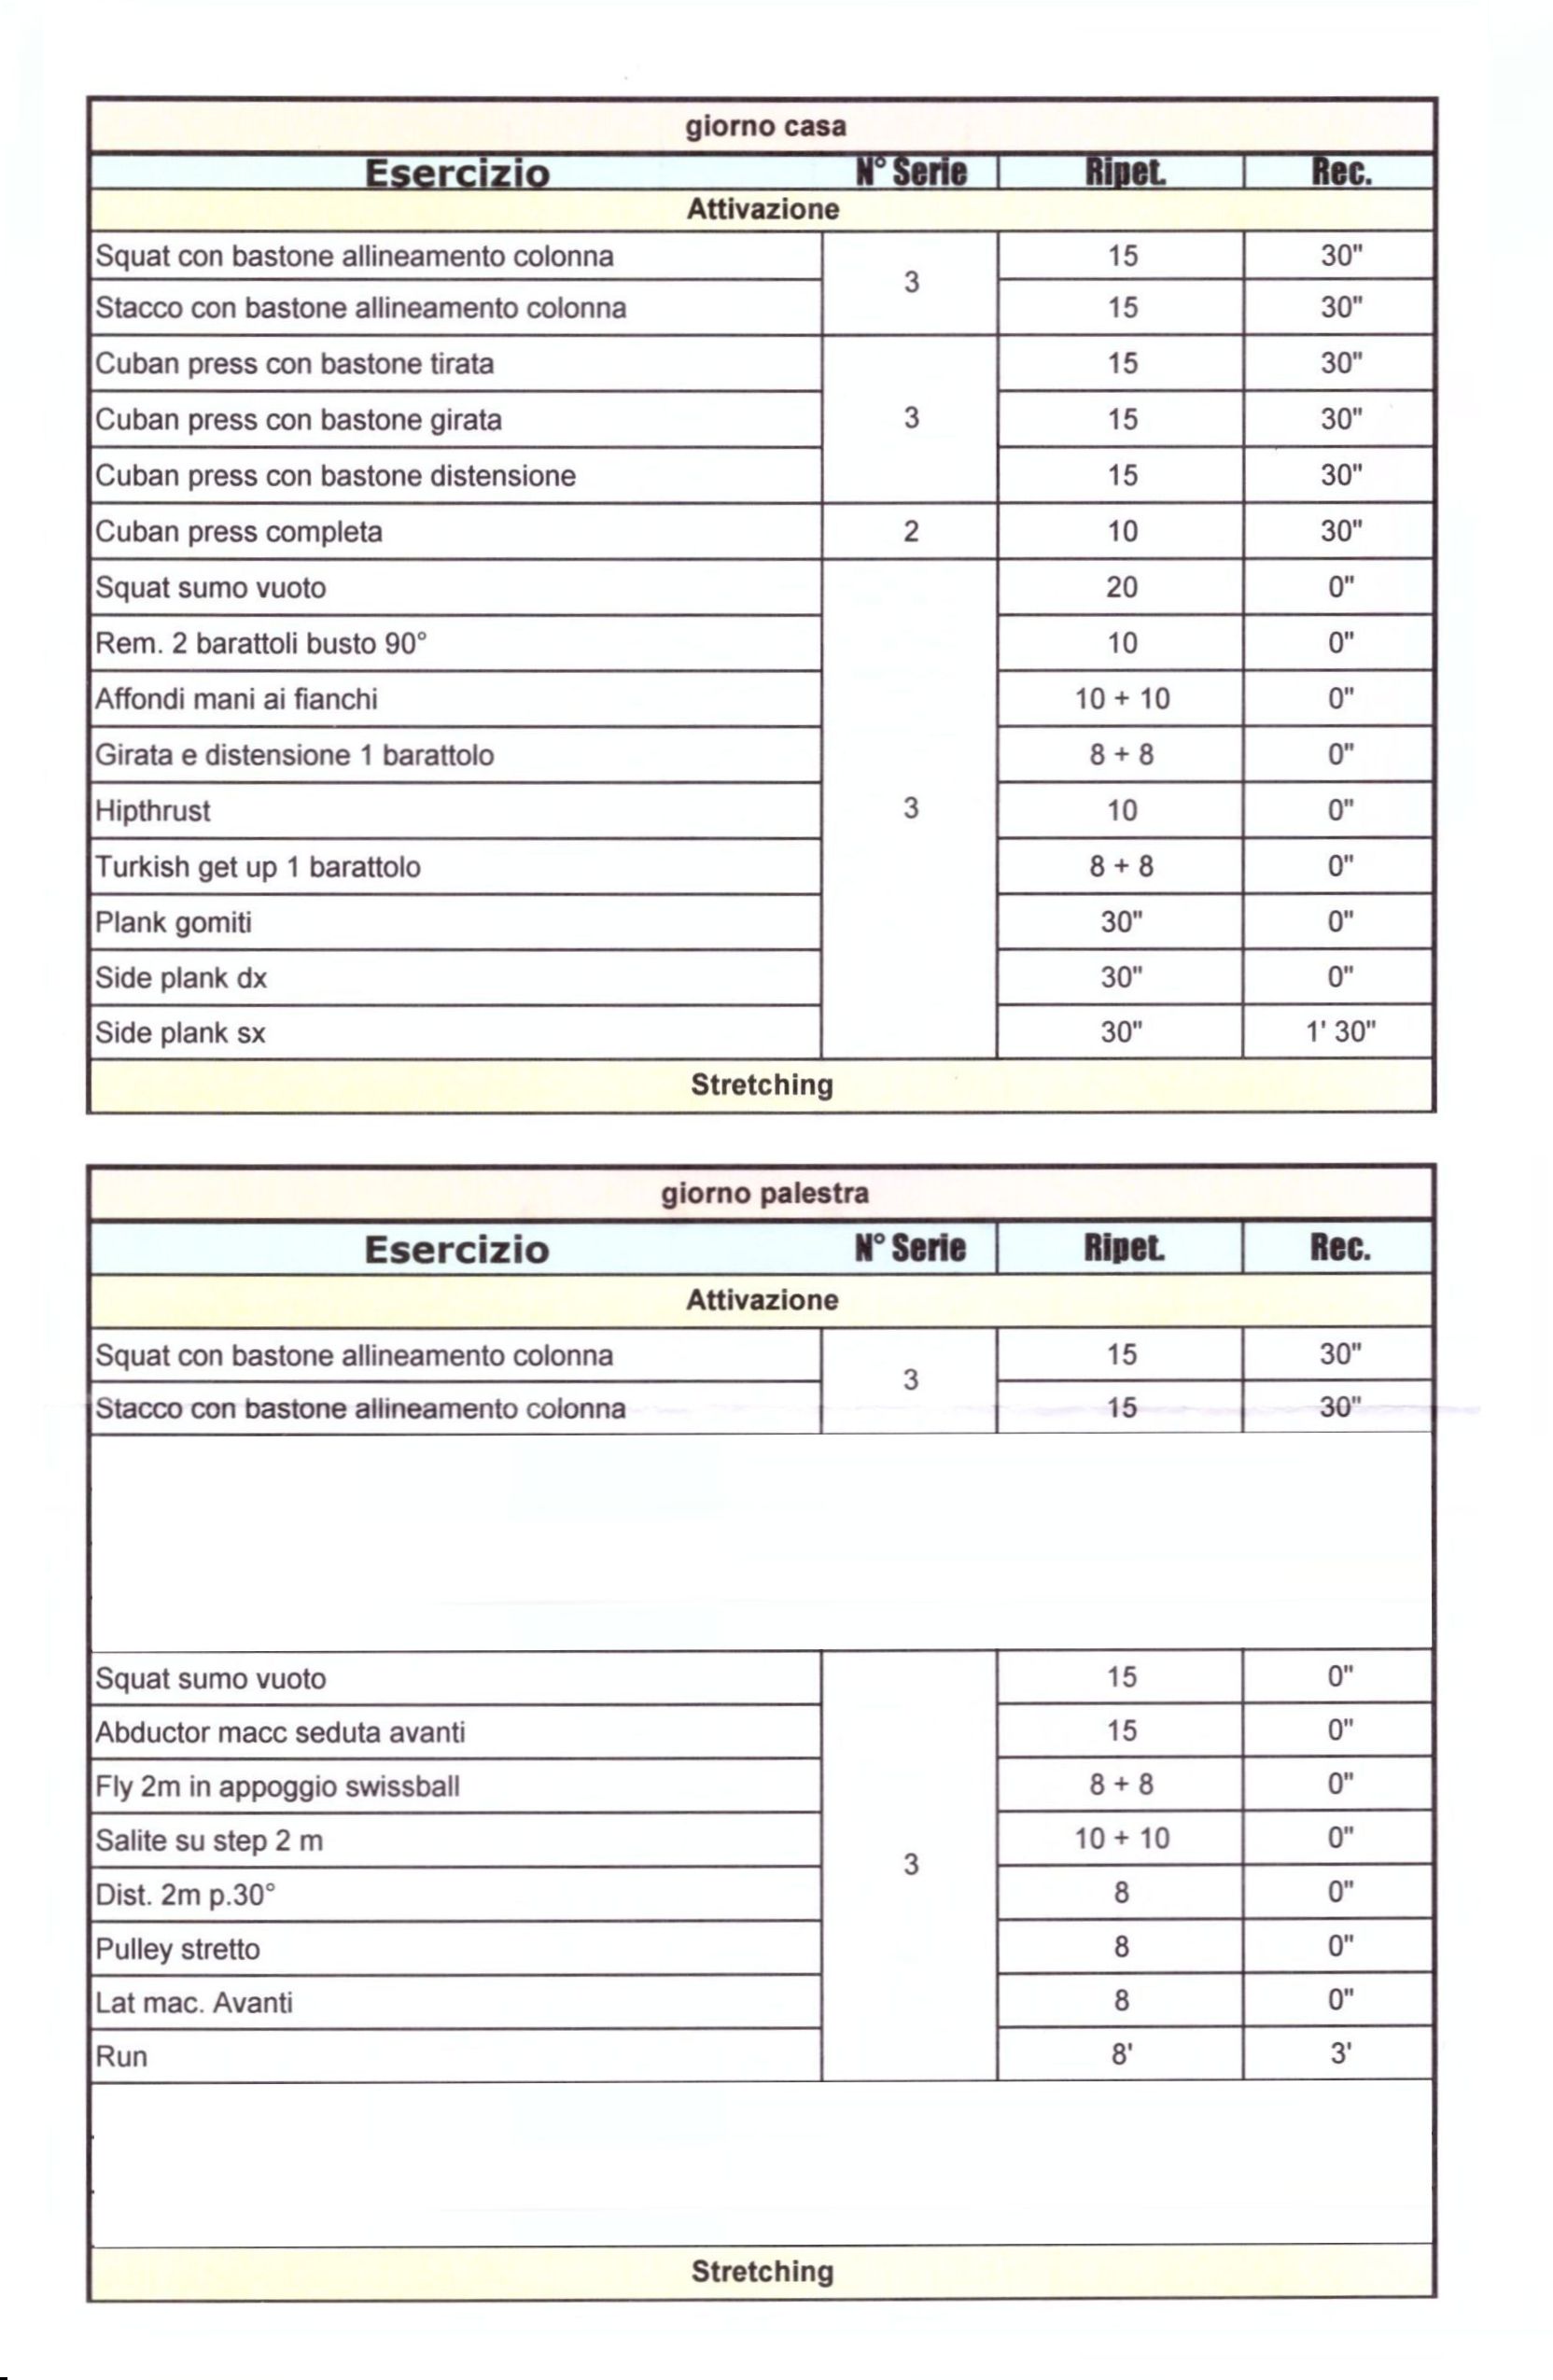 giorno casa
Esercizio N° Serie Ripet. Rec.
Attivazione
Squat con bastone allineamento colonna 3 15 30"
Stacco con bastone allineamento colonna 15 30"
Cuban press con bastone tirata 15 30"
Cuban press con bastone girata 3 15 30"
Cuban press con bastone distensione 15 30"
Cuban press completa 2 10 30"
Squat sumo vuoto 20 0"
Rem. 2 barattoli busto 90° 10 0"
Affondi mani ai fianchi 10 + 10 0"
Girata e distensione 1 barattolo 8 + 8 0"
Hipthrust 3 10 0"
Turkish get up 1 barattolo 8 + 8 0"
Plank gomiti 30" 0"
Side plank dx 30" 0"
Side plank sx 30" 1' 30"
Stretching
giorno palestra
Esercizio N° Serie Ripet. Rec.
Attivazione
Squat con bastone allineamento colonna 3 15 30"
Stacco con bastone allineamento colonna 15 30"
Squat sumo vuoto 15 0"
Abductor macc seduta avanti 15 0"
Fly 2m in appoggio swissball 8 + 8 0"
Salite su step 2 m 3 10 + 10 0"
Dist. 2m p.30° 8 0"
Pulley stretto 8 0"
Lat mac. Avanti 8 0"
Run 8' 3'
Stretching